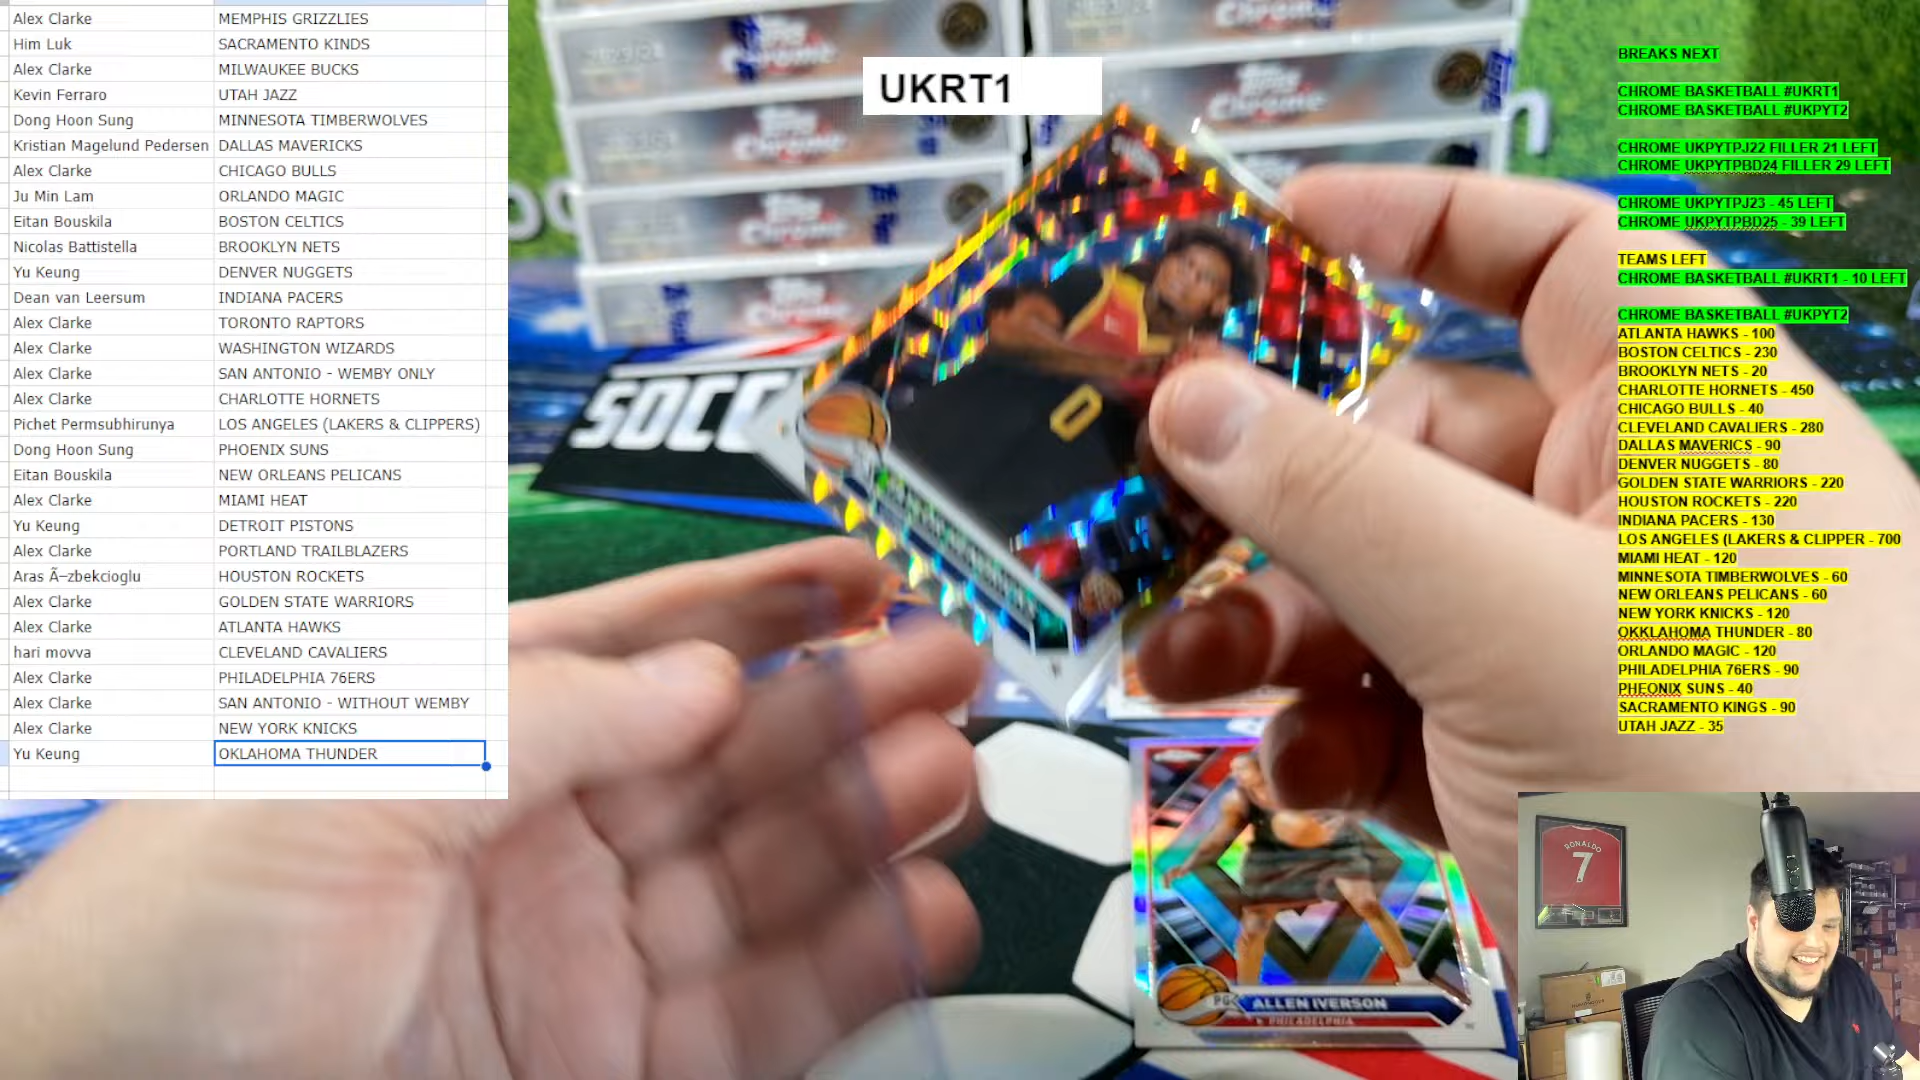 Alex Clarke MEMPHIS GRIZZLIES
Him Luk SACRAMENTO KINDS
Alex Clarke MILWAUKEE BUCKS
Kevin Ferraro UTAH JAZZ
Dong Hoon Sung MINNESOTA TIMBERWOLVES
Kristian Magelund Pedersen DALLAS MAVERICKS
Alex Clarke CHICAGO BULLS
Ju Min Lam ORLANDO MAGIC
Eitan Bouskila BOSTON CELTICS
Nicolas Battistella BROOKLYN NETS
Yu Keung DENVER NUGGETS
Dean van Leersum INDIANA PACERS
Alex Clarke TORONTO RAPTORS
Alex Clarke WASHINGTON WIZARDS
Alex Clarke SAN ANTONIO - WEMBY ONLY
Alex Clarke CHARLOTTE HORNETS
Pichet Permsubhirunya LOS ANGELES (LAKERS & CLIPPERS)
Dong Hoon Sung PHOENIX SUNS
Eitan Bouskila NEW ORLEANS PELICANS
Alex Clarke MIAMI HEAT
Yu Keung DETROIT PISTONS
Alex Clarke PORTLAND TRAILBLAZERS
Aras Ã–zbekcioglu HOUSTON ROCKETS
Alex Clarke GOLDEN STATE WARRIORS
Alex Clarke ATLANTA HAWKS
hari movva CLEVELAND CAVALIERS
Alex Clarke PHILADELPHIA 76ERS
Alex Clarke SAN ANTONIO - WITHOUT WEMBY
Alex Clarke NEW YORK KNICKS
Yu Keung OKLAHOMA THUNDER
UKRT1
Chrome
Chrome
Chrome
Chrome
Chrome
Chrome
SOCC
ALLEN IVERSON
PHILADELPHIA
BREAKS NEXT
CHROME BASKETBALL #UKRT1
CHROME BASKETBALL #UKPYT2
CHROME UKPYTPJ22 FILLER 21 LEFT
CHROME UKPYTPBD24 FILLER 29 LEFT
CHROME UKPYTPJ23 - 45 LEFT
CHROME UKPYTPBD25 - 39 LEFT
TEAMS LEFT
CHROME BASKETBALL #UKRT1 - 10 LEFT
CHROME BASKETBALL #UKPYT2
ATLANTA HAWKS - 100
BOSTON CELTICS - 230
BROOKLYN NETS - 20
CHARLOTTE HORNETS - 450
CHICAGO BULLS - 40
CLEVELAND CAVALIERS - 280
DALLAS MAVERICS - 90
DENVER NUGGETS - 80
GOLDEN STATE WARRIORS - 220
HOUSTON ROCKETS - 220
INDIANA PACERS - 130
LOS ANGELES (LAKERS & CLIPPER - 700
MIAMI HEAT - 120
MINNESOTA TIMBERWOLVES - 60
NEW ORLEANS PELICANS - 60
NEW YORK KNICKS - 120
OKKLAHOMA THUNDER - 80
ORLANDO MAGIC - 120
PHILADELPHIA 76ERS - 90
PHEONIX SUNS - 40
SACRAMENTO KINGS - 90
UTAH JAZZ - 35
RONALDO
7